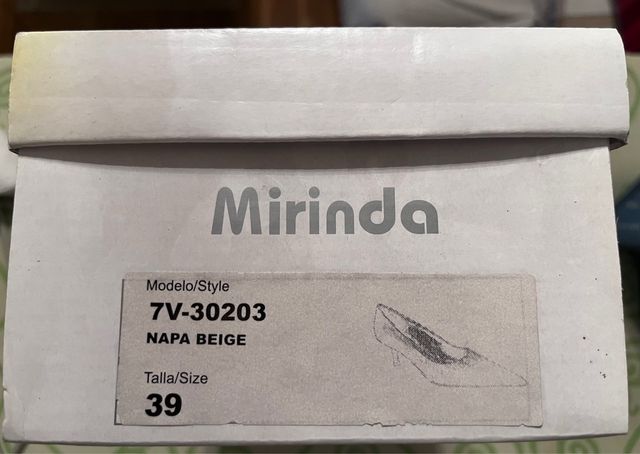 Mirinda
Modelo/Style
7V-30203
NAPA BEIGE
Talla/Size
39